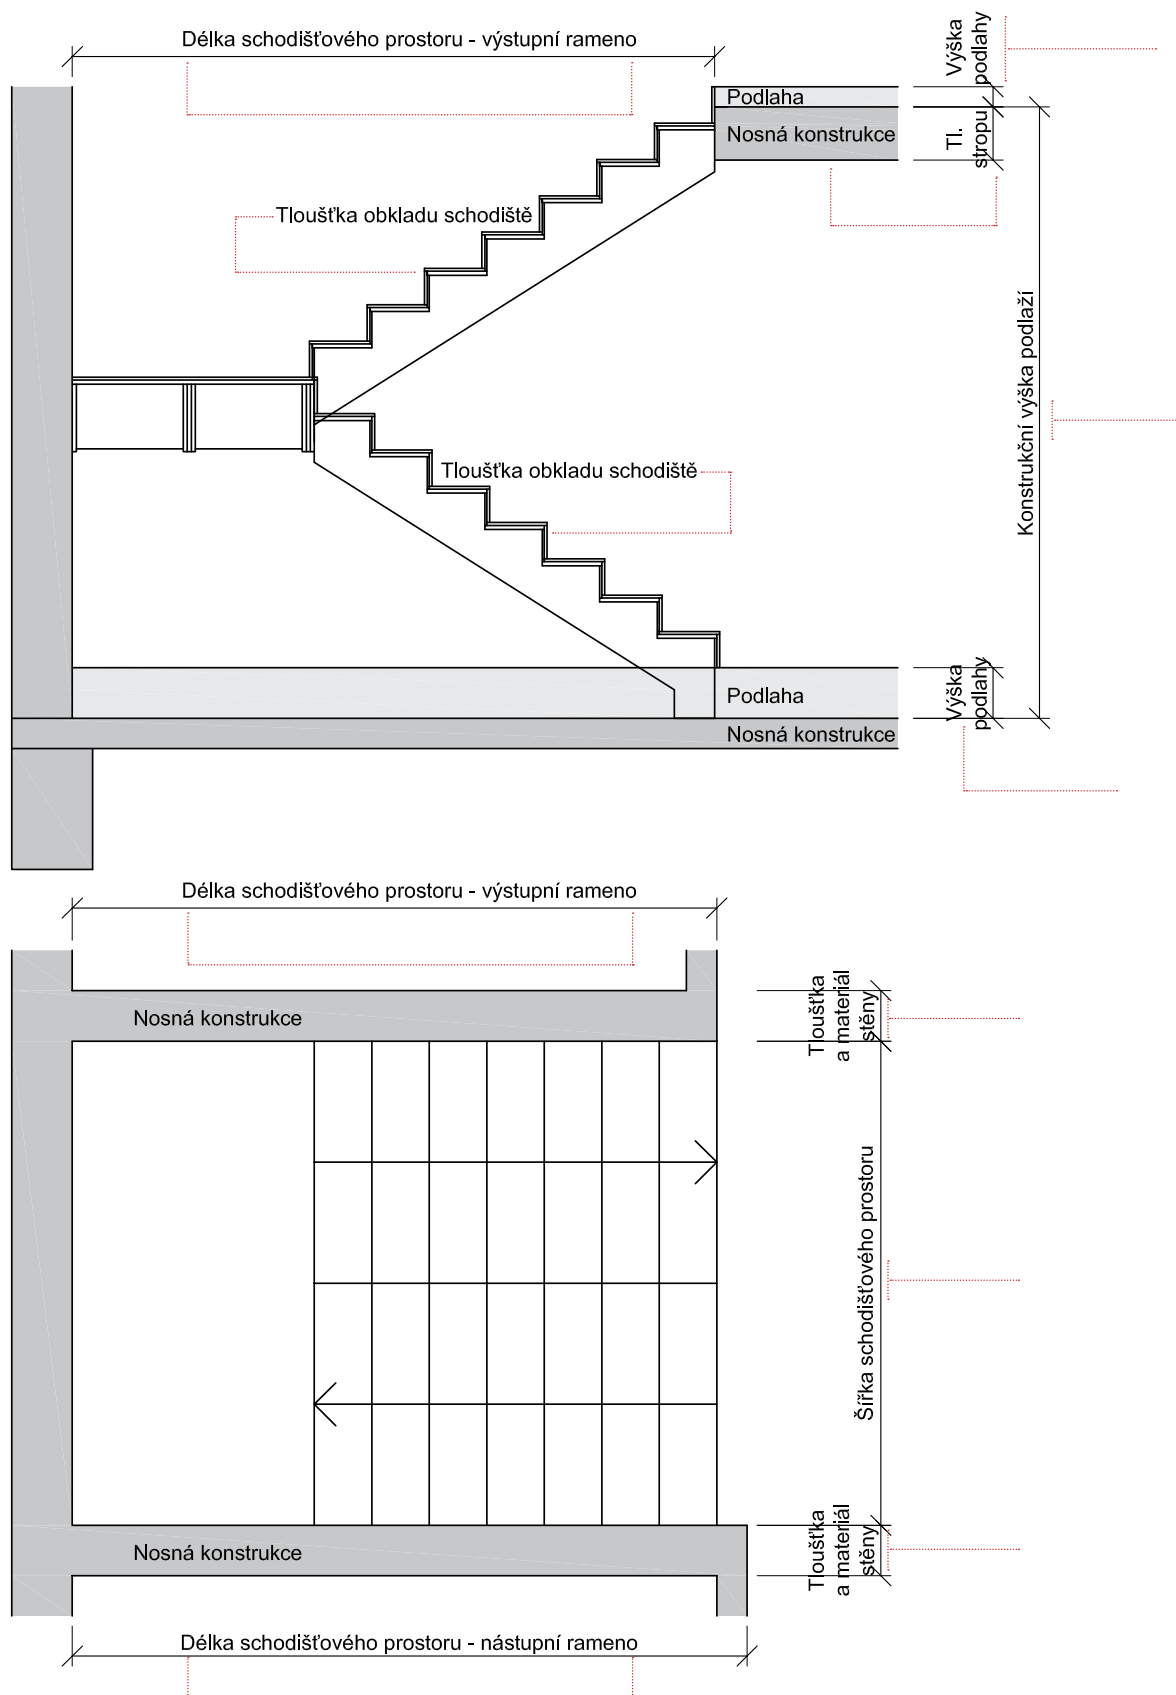 Délka schodišťového prostoru - výstupní rameno
Výška
podlahy
Podlaha
Nosná konstrukce
Tl.
stropu
Tloušťka obkladu schodiště
Konstrukční výška podlaží
Tloušťka obkladu schodiště
Podlaha
Výška
podlahy
Nosná konstrukce
Délka schodišťového prostoru - výstupní rameno
Nosná konstrukce
Tloušťka
a materiál
stěny
Šířka schodišťového prostoru
Nosná konstrukce
Tloušťka
a materiál
stěny
Délka schodišťového prostoru - nástupní rameno